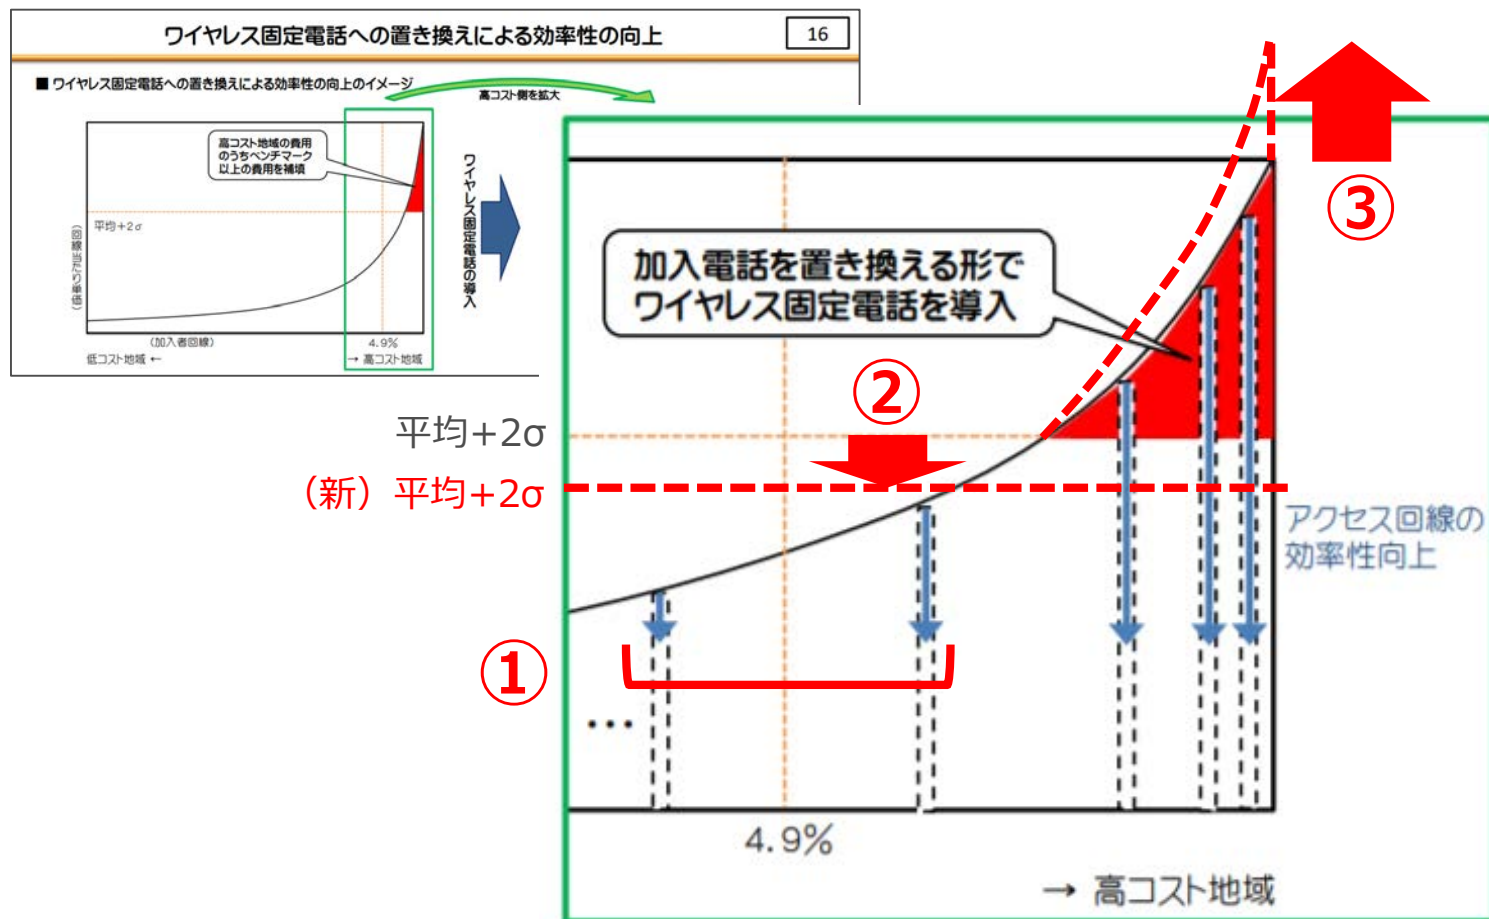 ワイヤレス固定電話への置き換えによる効率性の向上
16
■ ワイヤレス固定電話への置き換えによる効率性の向上のイメージ
高コスト側を拡大
高コスト地域の費用
のうちベンチマーク
以上の費用を補填
平均+2σ
(回線当たり単価)
(加入者回線)
4.9%
低コスト地域 ←
→ 高コスト地域
ワイヤレス固定電話の導入
加入電話を置き換える形で
ワイヤレス固定電話を導入
③
②
平均+2σ
(新) 平均+2σ
アクセス回線の
効率性向上
①
・・・
4.9%
→ 高コスト地域